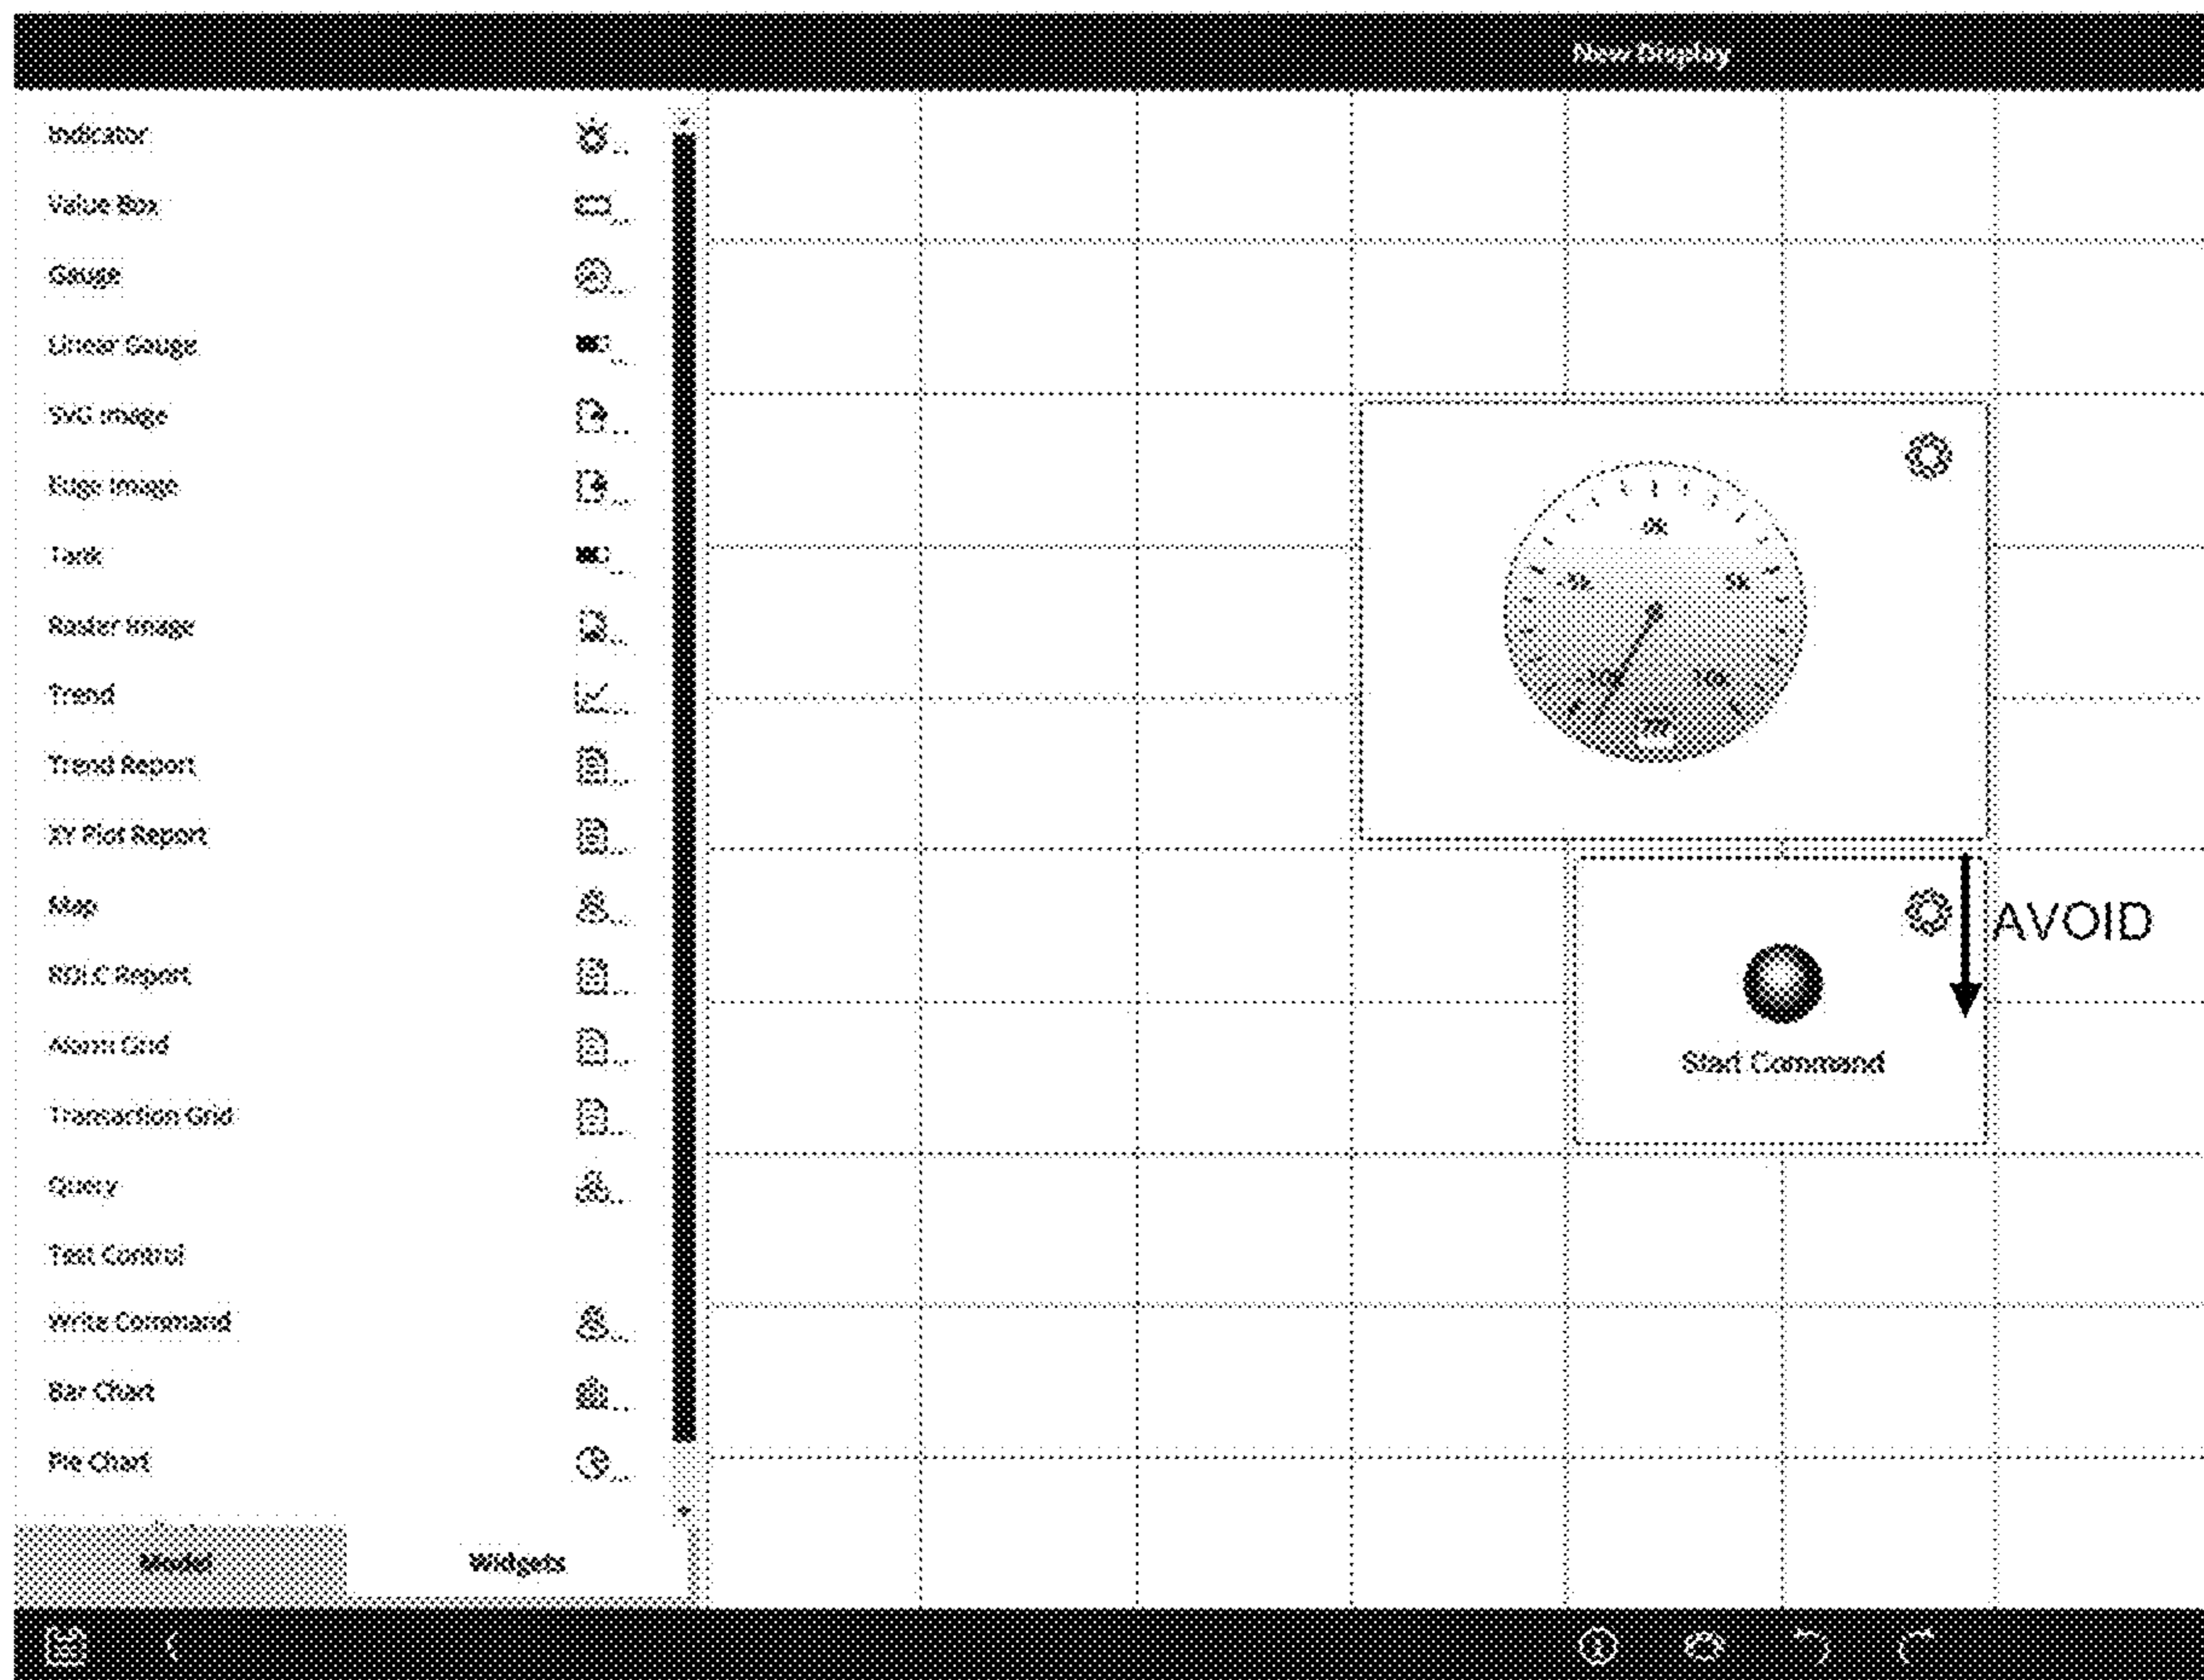 New Display
Indicator
Value Box
Gauge
Linear Gauge
SVG Image
Edge Image
Tank
Raster Image
Trend
Trend Report
XY Plot Report
Map
RDLC Report
Alarm Grid
Transaction Grid
Query
Text Control
Write Command
Bar Chart
Pie Chart
Model
Widgets
AVOID
Start Command